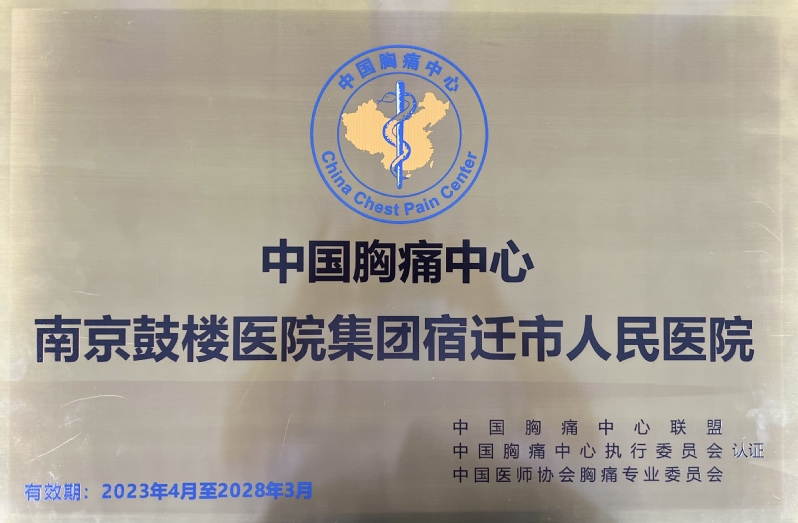 中国胸痛中心
China Chest Pain Center
中国胸痛中心
南京鼓楼医院集团宿迁市人民医院
中国胸痛中心联盟
中国胸痛中心执行委员会 认证
中国医师协会胸痛专业委员会
有效期：2023年4月至2028年3月